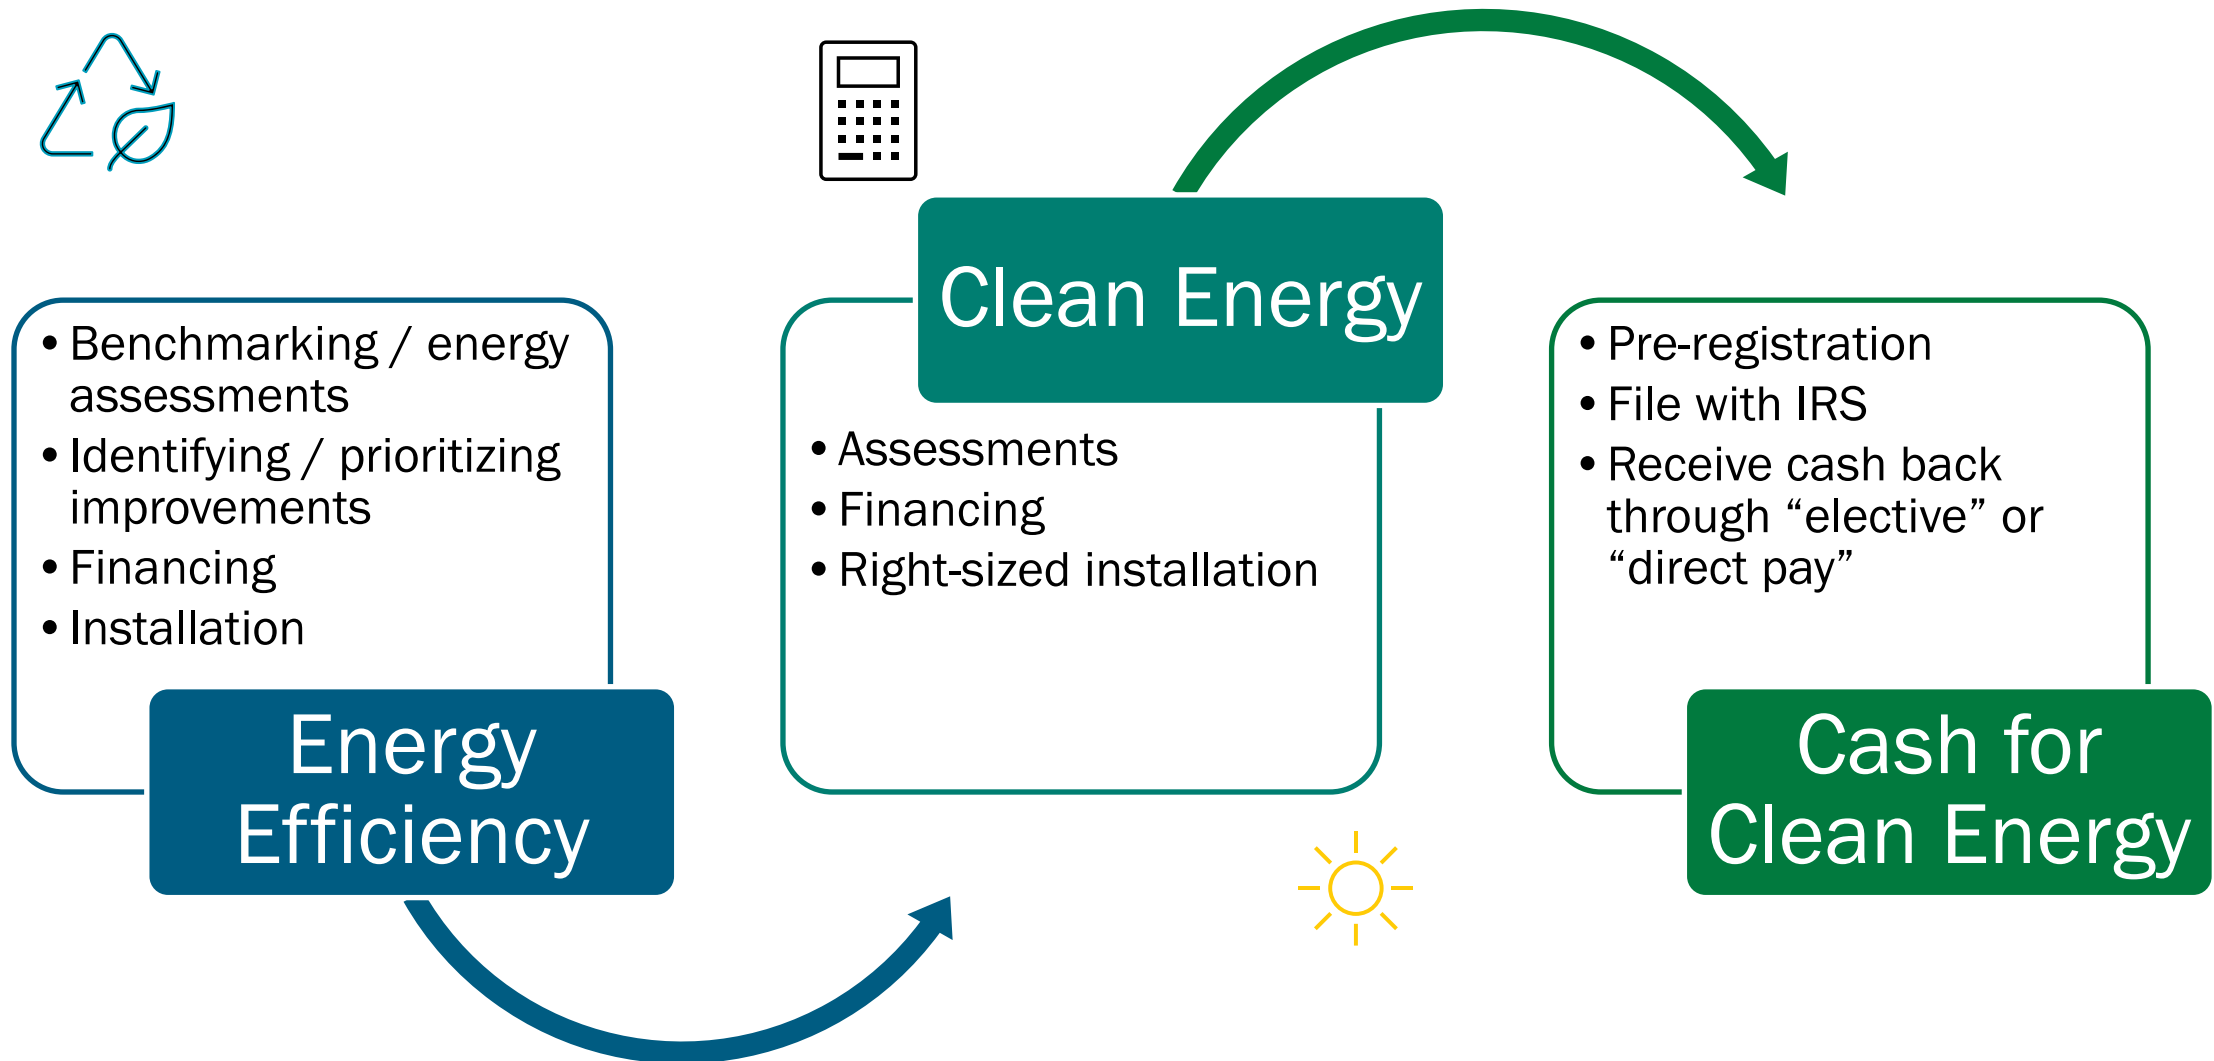 • Benchmarking / energy
assessments
• Identifying / prioritizing
improvements
• Financing
• Installation
Energy
Efficiency
Clean Energy
• Assessments
• Financing
• Right-sized installation
• Pre-registration
• File with IRS
• Receive cash back
through “elective” or
“direct pay”
Cash for
Clean Energy